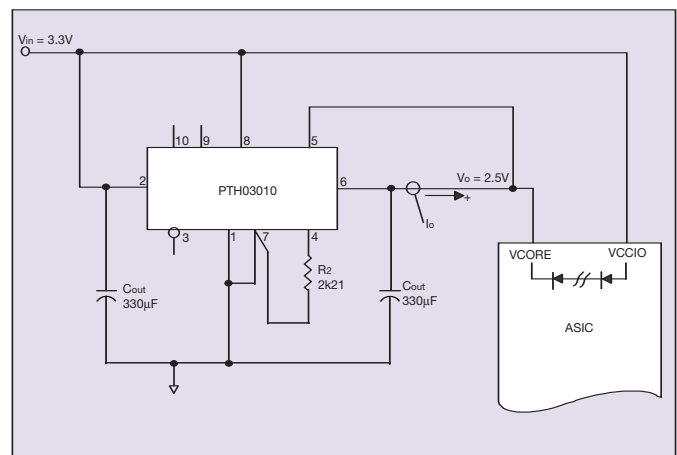 Vin = 3.3V
10 9 8 5
2 PTH03010 6
Vo = 2.5V
+
Io
3 1 7 4
R2
2k21
Cout
330µF
Cout
330µF
VCORE VCCIO
ASIC